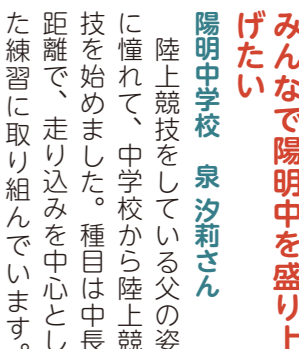 みんなで陽明中を盛り上
げたい
陽明中学校　泉 汐莉さん
陸上競技をしている父の姿
に憧れて、中学校から陸上競
技を始めました。種目は中長
距離で、走り込みを中心とし
た練習に取り組んでいます。